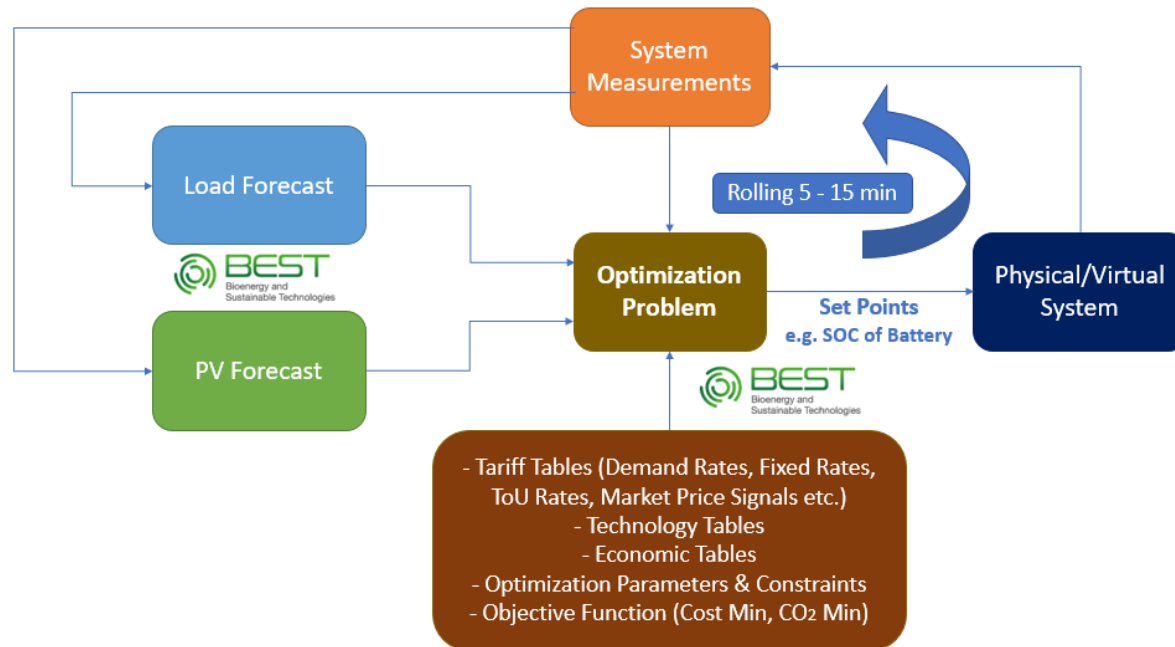 System
Measurements
Load Forecast
Rolling 5 - 15 min
BEST
Bioenergy and
Sustainable Technologies
Optimization
Problem
Set Points
e.g. SOC of Battery
Physical/Virtual
System
PV Forecast
BEST
Bioenergy and
Sustainable Technologies
- Tariff Tables (Demand Rates, Fixed Rates,
ToU Rates, Market Price Signals etc.)
- Technology Tables
- Economic Tables
- Optimization Parameters & Constraints
- Objective Function (Cost Min, CO₂ Min)